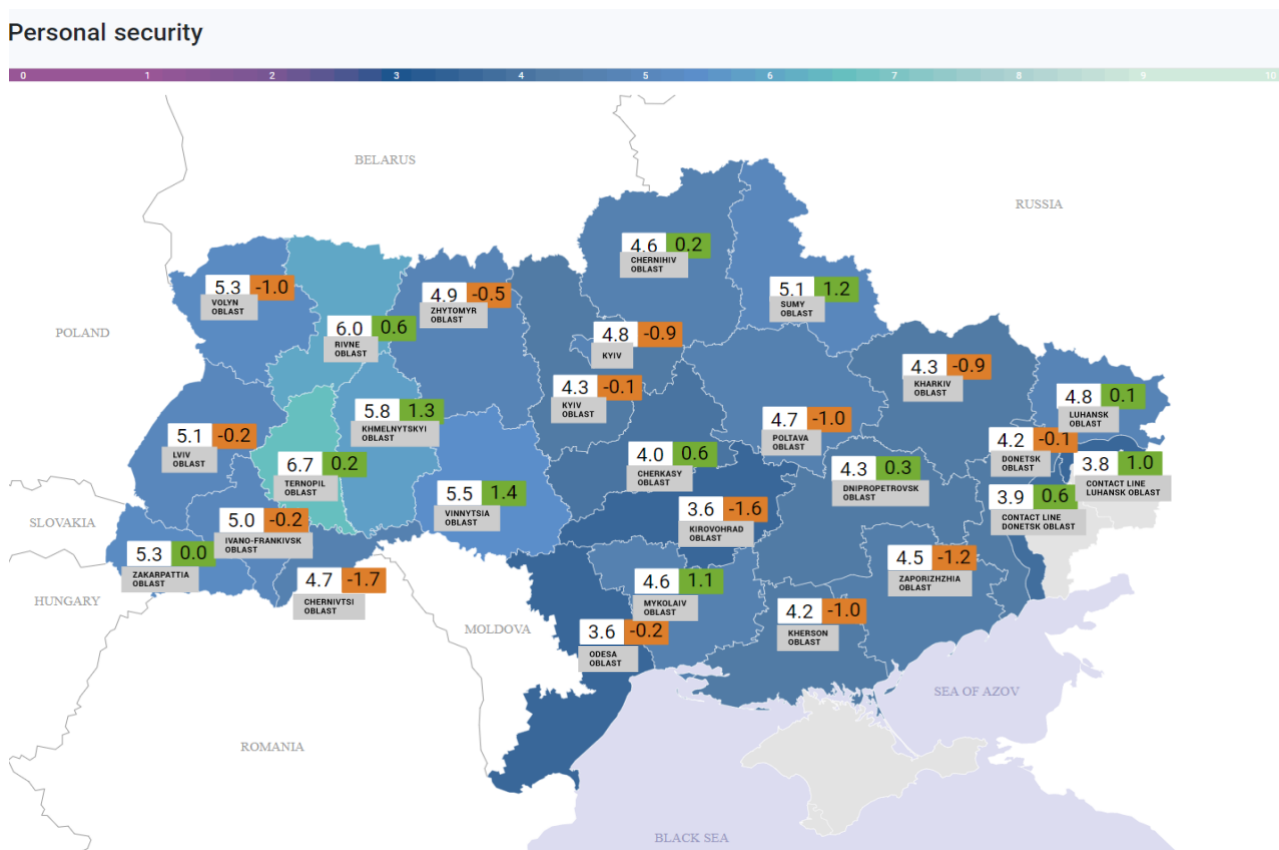 Personal security
0 1 2 3 4 5 6 7 8 9 10
BELARUS
RUSSIA
4.6 0.2
CHERNIHIV
OBLAST
5.3 -1.0
VOLYN
OBLAST
4.9 -0.5
ZHYTOMYR
OBLAST
5.1 1.2
SUMY
OBLAST
POLAND
6.0 0.6
RIVNE
OBLAST
4.8 -0.9
KYIV
4.3 -0.9
KHARKIV
OBLAST
4.3 -0.1
KYIV
OBLAST
4.8 0.1
LUHANSK
OBLAST
5.8 1.3
KHMELNYTSKYI
OBLAST
4.7 -1.0
POLTAVA
OBLAST
5.1 -0.2
LVIV
OBLAST
4.2 -0.1
DONETSK
OBLAST
4.0 0.6
CHERKASY
OBLAST
6.7 0.2
TERNOPIL
OBLAST
4.3 0.3
DNIPROPETROVSK
OBLAST
3.8 1.0
CONTACT LINE
LUHANSK OBLAST
5.5 1.4
VINNYTSIA
OBLAST
3.9 0.6
CONTACT LINE
DONETSK OBLAST
3.6 -1.6
KIROVOHRAD
OBLAST
SLOVAKIA
5.0 -0.2
IVANO-FRANKIVSK
OBLAST
5.3 0.0
ZAKARPATTIA
OBLAST
4.5 -1.2
ZAPORIZHZHIA
OBLAST
4.7 -1.7
CHERNIVTSI
OBLAST
4.6 1.1
MYKOLAIV
OBLAST
HUNGARY
4.2 -1.0
KHERSON
OBLAST
MOLDOVA
3.6 -0.2
ODESA
OBLAST
SEA OF AZOV
ROMANIA
BLACK SEA